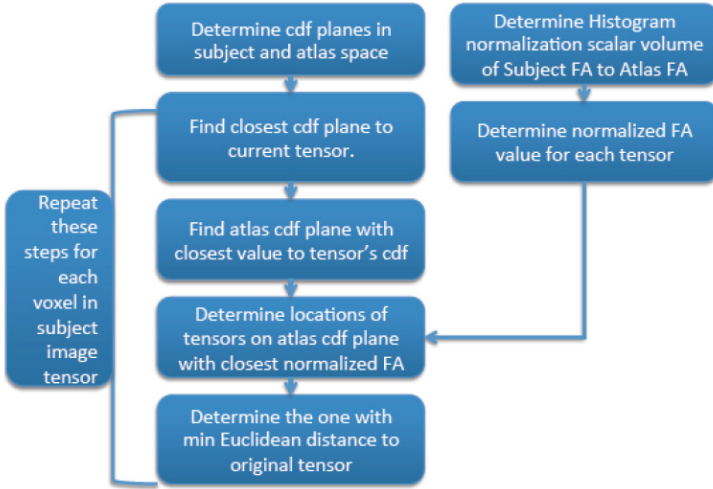 Determine cdf planes in
subject and atlas space
Find closest cdf plane to
current tensor.
Find atlas cdf plane with
closest value to tensor's cdf
Determine locations of
tensors on atlas cdf plane
with closest normalized FA
Determine the one with
min Euclidean distance to
original tensor
Repeat
these
steps for
each
voxel in
subject
image
tensor
Determine Histogram
normalization scalar volume
of Subject FA to Atlas FA
Determine normalized FA
value for each tensor